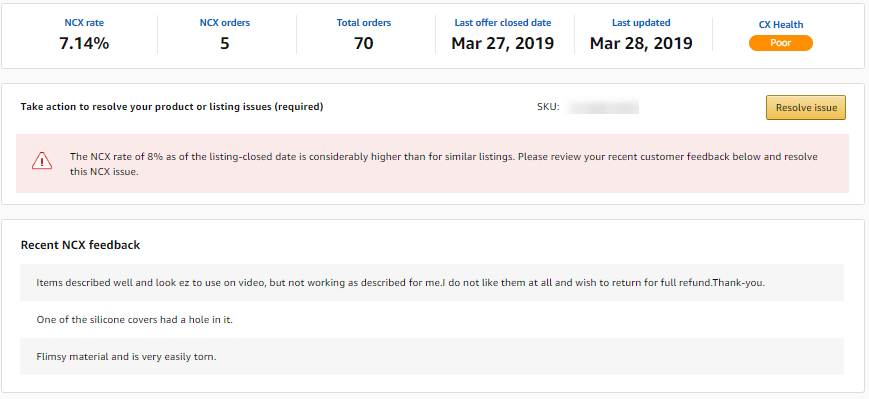 NCX rate
NCX orders
Total orders
Last offer closed date
Last updated
CX Health
7.14%
5
70
Mar 27, 2019
Mar 28, 2019
Poor
Take action to resolve your product or listing issues (required)
SKU:
Resolve issue
The NCX rate of 8% as of the listing-closed date is considerably higher than for similar listings. Please review your recent customer feedback below and resolve
this NCX issue.
Recent NCX feedback
Items described well and look ez to use on video, but not working as described for me.I do not like them at all and wish to return for full refund.Thank-you.
One of the silicone covers had a hole in it.
Flimsy material and is very easily torn.